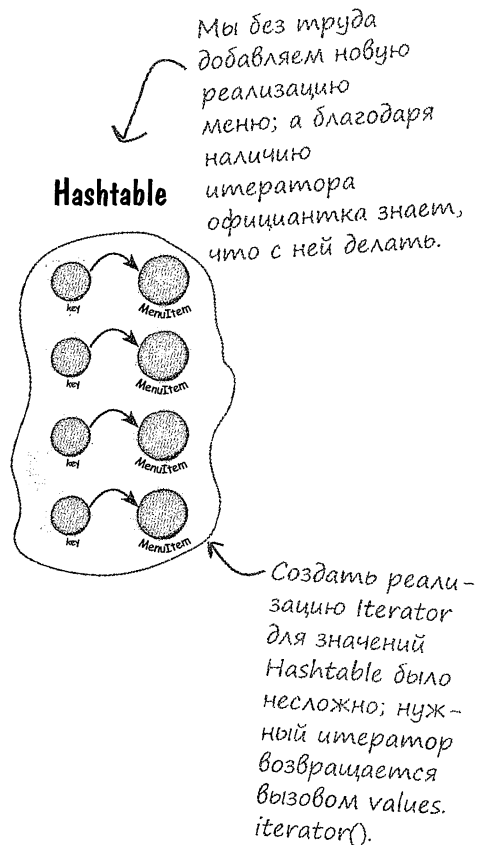 Мы без труда
добавляем новую
реализацию
меню; а благодаря
наличию
итератора
официантка знает,
что с ней делать.
Hashtable
key MenuItem
key MenuItem
key MenuItem
key MenuItem
Создать реали-
зацию Iterator
для значений
Hashtable было
несложно; нуж-
ный итератор
возвращается
вызовом values.
iterator().